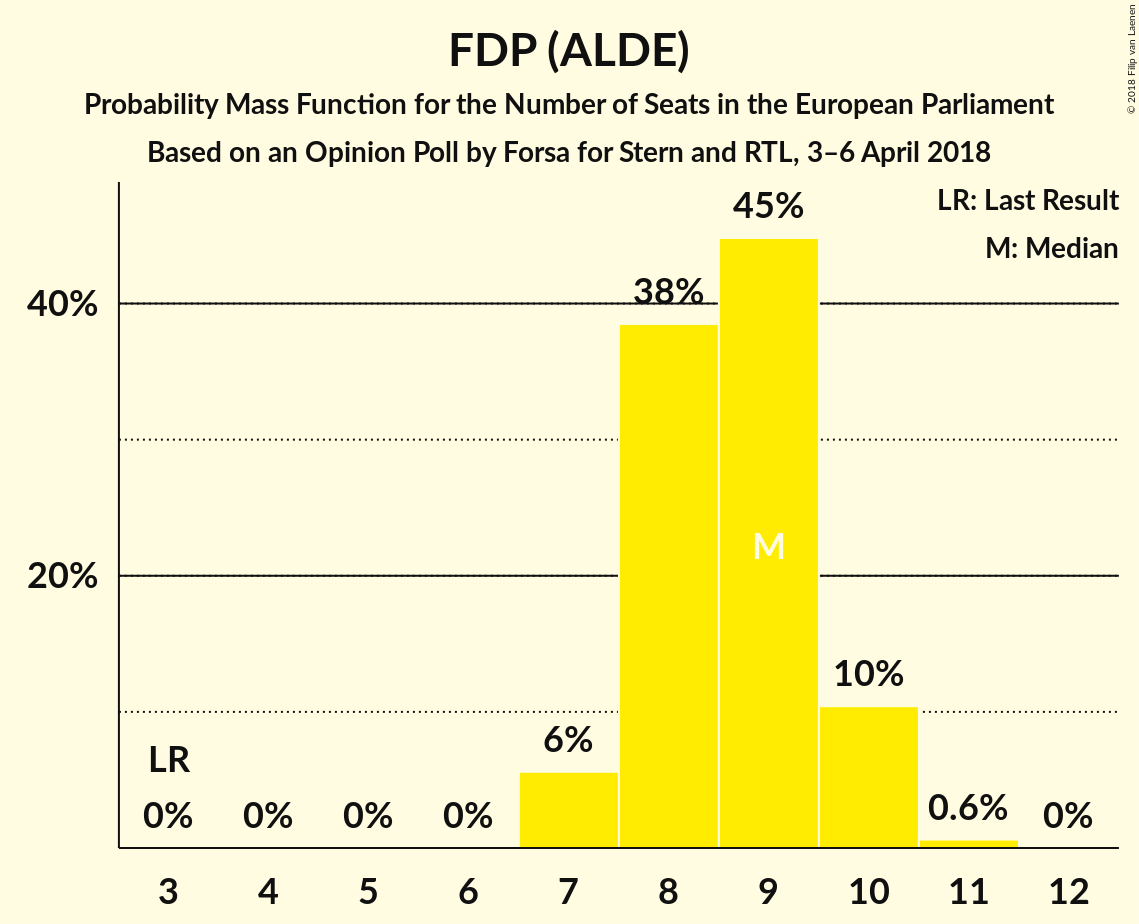 FDP (ALDE)
Probability Mass Function for the Number of Seats in the European Parliament
Based on an Opinion Poll by Forsa for Stern and RTL, 3–6 April 2018
© 2018 Filip van Laenen
LR: Last Result
M: Median
45%
38%
40%
M
20%
10%
6%
LR
0% 0% 0% 0% 0.6% 0%
3 4 5 6 7 8 9 10 11 12